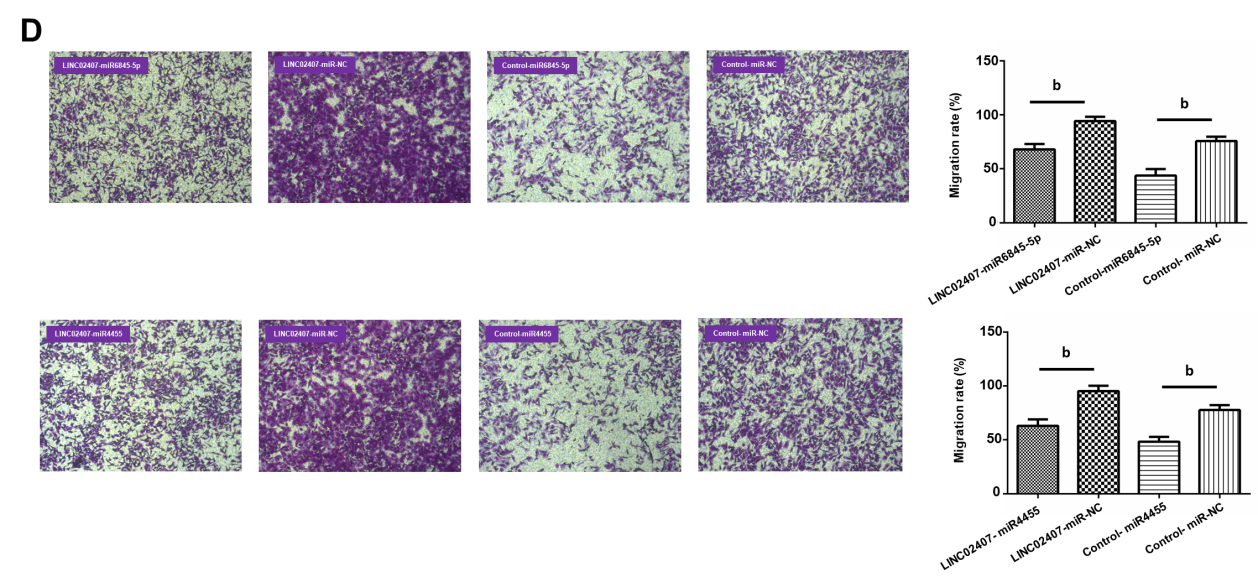 D
LINC02407-miR6845-5p
LINC02407-miR-NC
Control-miR6845-5p
Control- miR-NC
150
100
50
0
Migration rate (%)
b
b
LINC02407-miR6845-5p
LINC02407-miR-NC
Control-miR6845-5p
Control- miR-NC
LINC02407-miR4455
LINC02407-miR-NC
Control-miR4455
Control- miR-NC
150
100
50
0
Migration rate (%)
b
b
LINC02407- miR4455
LINC02407-miR-NC
Control- miR4455
Control- miR-NC